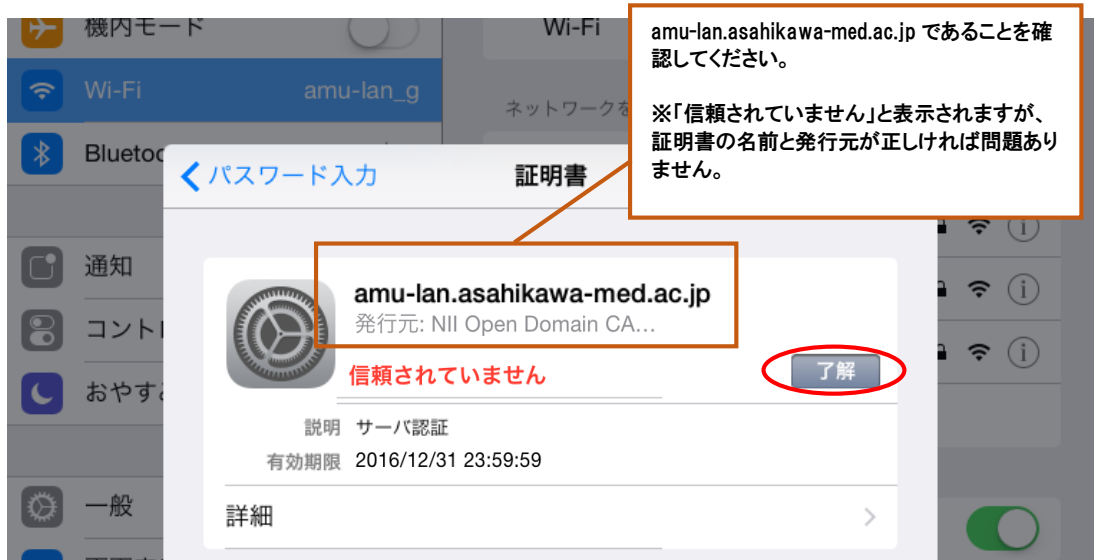 機内モード
Wi-Fi
amu-lan.asahikawa-med.ac.jp であることを確
認してください。
※「信頼されていません」と表示されますが、
証明書の名前と発行元が正しければ問題あり
ません。
Wi-Fi amu-lan_g
ネットワークを
Bluetoo
パスワード入力 証明書
通知
コント
おやす
一般
amu-lan.asahikawa-med.ac.jp
発行元: NII Open Domain CA...
信頼されていません 了解
説明 サーバ認証
有効期限 2016/12/31 23:59:59
詳細